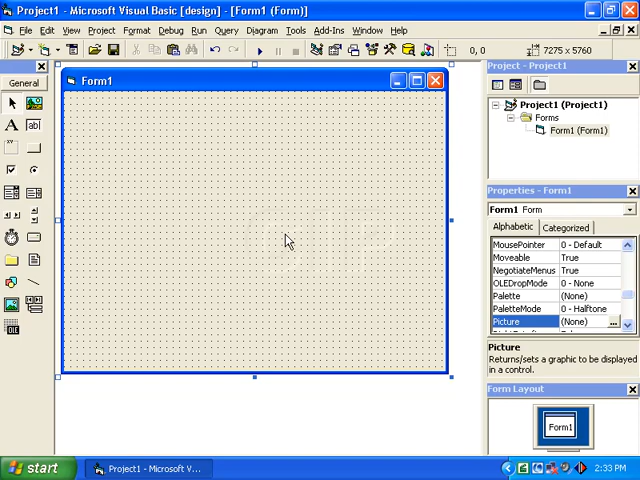 Project1 - Microsoft Visual Basic [design] - [Form1 (Form)]
File Edit View Project Format Debug Run Query Diagram Tools Add-Ins Window Help
0, 0 7275 x 5760
General
A
ab
OLE
Form1
Project - Project1
Project1 (Project1)
Forms
Form1 (Form1)
Properties - Form1
Form1 Form
Alphabetic Categorized
MousePointer 0 - Default
Moveable True
NegotiateMenus True
OLEDropMode 0 - None
Palette (None)
PaletteMode 0 - Halftone
Picture (None) ...
Picture
Returns/sets a graphic to be displayed
in a control.
Form Layout
Form1
start Project1 - Microsoft V... 2:33 PM